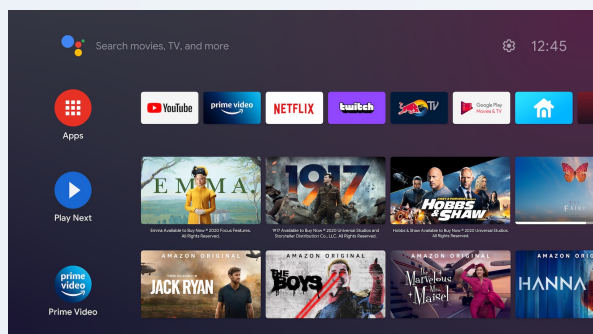 Search movies, TV, and more
12:45
Apps
YouTube
prime video
NETFLIX
twitch
TV
Google Play
Movies & TV
Play Next
EMMA.
1917
FAST & FURIOUS
HOBBS
& SHAW
Emma Available to Buy Now © 2020 Focus Features.
All Rights Reserved.
1917 Available to Buy Now © 2020 Universal Studios and
Storyteller Distribution Co., LLC. All Rights Reserved.
Hobbs & Shaw Available to Buy Now © 2020 Universal Studios.
All Rights Reserved.
prime
video
Prime Video
AMAZON ORIGINAL
JACK RYAN
AMAZON ORIGINAL
THE
BOYS
AMAZON ORIGINAL
The
Marvelous
Mrs.
Maisel
AMAZON ORIGIN
HANNA